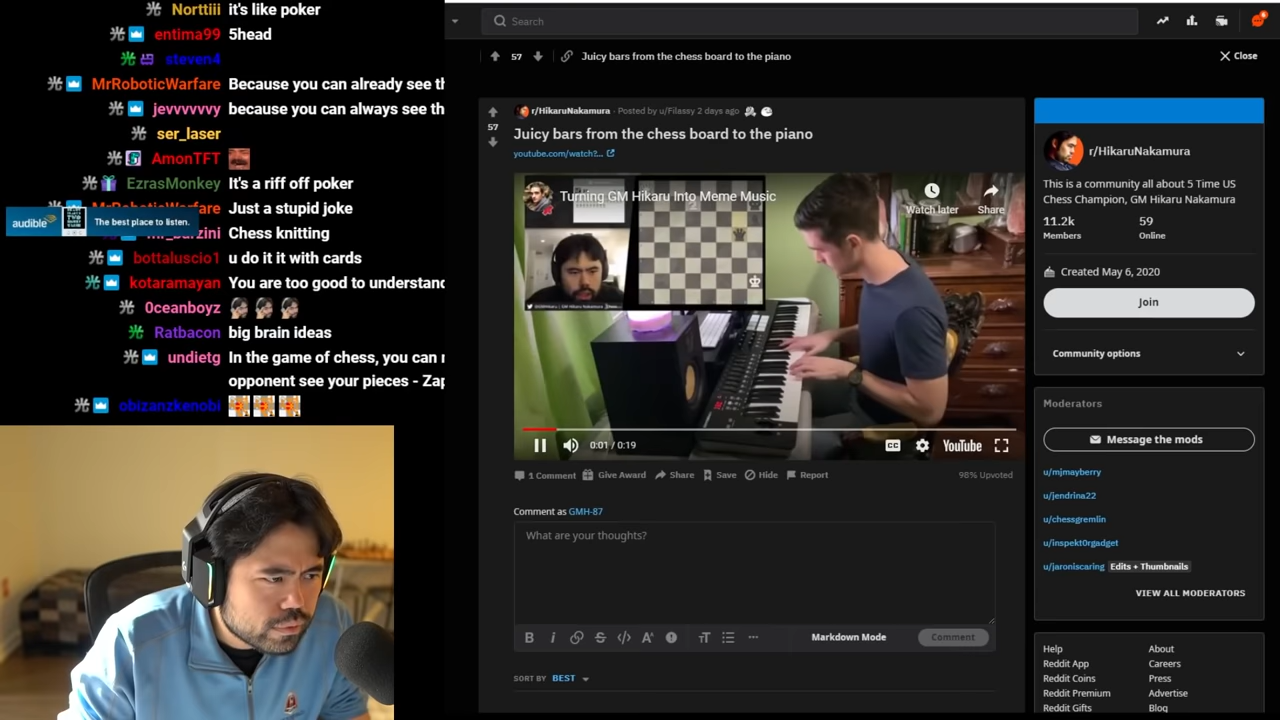 Norttiii it's like poker
entima99 5head
steven4
MrRoboticWarfare Because you can already see th
jevvvvvvy because you can always see th
ser_laser
AmonTFT
EzrasMonkey It's a riff off poker
Just a stupid joke
audible The best place to listen.
Chess knitting
bottaluscio1 u do it it with cards
kotaramayan You are too good to understand
0ceanboyz
Ratbacon big brain ideas
undietg In the game of chess, you can
opponent see your pieces - Zap
obizanzkenobi
Search
57 Juicy bars from the chess board to the piano
Close
r/HikaruNakamura · Posted by u/Filassy 2 days ago
57
Juicy bars from the chess board to the piano
youtube.com/watch?...
Turning GM Hikaru Into Meme Music
Watch later
Share
0:01 / 0:19
CC
YouTube
1 Comment Give Award Share Save Hide Report
98% Upvoted
Comment as GMH-87
What are your thoughts?
B i
Markdown Mode
Comment
SORT BY BEST
r/HikaruNakamura
This is a community all about 5 Time US
Chess Champion, GM Hikaru Nakamura
11.2k 59
Members Online
Created May 6, 2020
Join
Community options
Moderators
Message the mods
u/mjmayberry
u/jendrina22
u/chessgremlin
u/inspekt0rgadget
u/jaroniscaring Edits + Thumbnails
VIEW ALL MODERATORS
Help About
Reddit App Careers
Reddit Coins Press
Reddit Premium Advertise
Reddit Gifts Blog